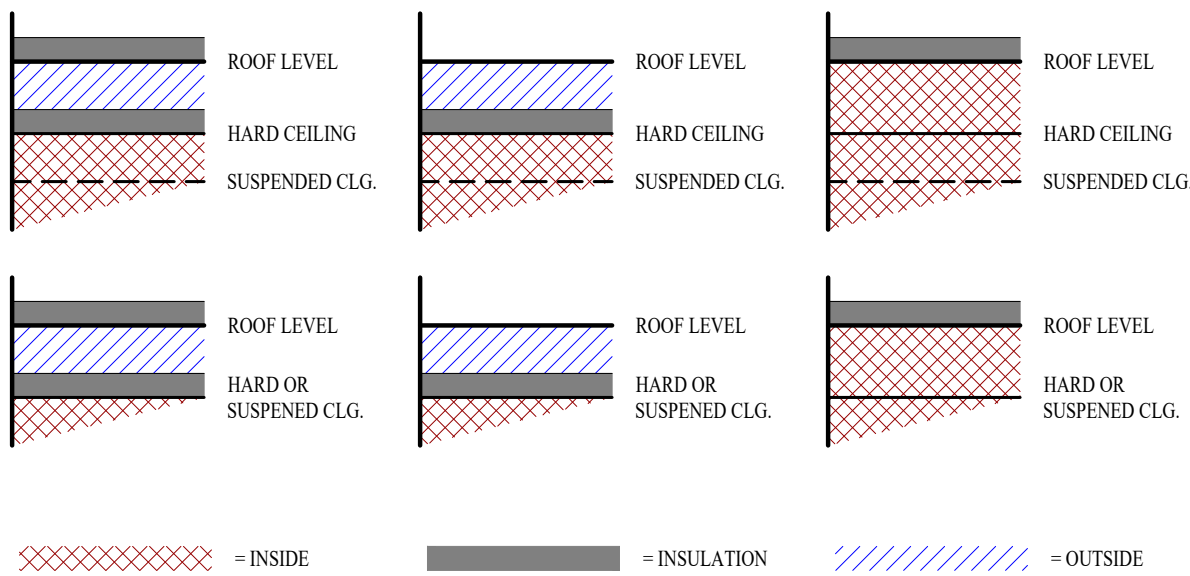 ROOF LEVEL
HARD CEILING
SUSPENDED CLG.
ROOF LEVEL
HARD CEILING
SUSPENDED CLG.
ROOF LEVEL
HARD CEILING
SUSPENDED CLG.
ROOF LEVEL
HARD OR
SUSPENED CLG.
ROOF LEVEL
HARD OR
SUSPENED CLG.
ROOF LEVEL
HARD OR
SUSPENED CLG.
= INSIDE
= INSULATION
= OUTSIDE